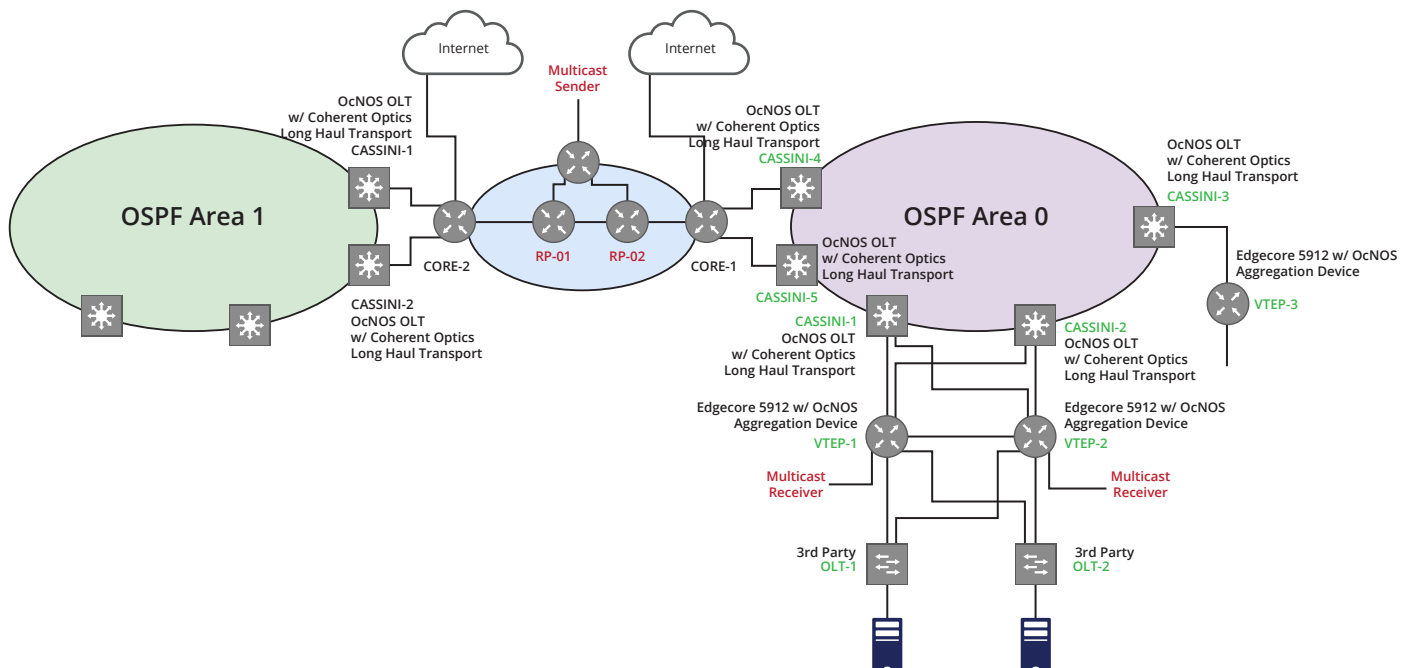 Internet
Internet
Multicast
Sender
OcNOS OLT
w/ Coherent Optics
Long Haul Transport
CASSINI-1
OcNOS OLT
w/ Coherent Optics
Long Haul Transport
CASSINI-4
OcNOS OLT
w/ Coherent Optics
Long Haul Transport
CASSINI-3
OSPF Area 1
OSPF Area 0
CORE-2
RP-01
RP-02
CORE-1
OcNOS OLT
w/ Coherent Optics
Long Haul Transport
CASSINI-5
Edgecore 5912 w/ OcNOS
Aggregation Device
VTEP-3
CASSINI-2
OcNOS OLT
w/ Coherent Optics
Long Haul Transport
CASSINI-1
OcNOS OLT
w/ Coherent Optics
Long Haul Transport
CASSINI-2
OcNOS OLT
w/ Coherent Optics
Long Haul Transport
Edgecore 5912 w/ OcNOS
Aggregation Device
VTEP-1
Edgecore 5912 w/ OcNOS
Aggregation Device
VTEP-2
Multicast
Receiver
Multicast
Receiver
3rd Party
OLT-1
3rd Party
OLT-2